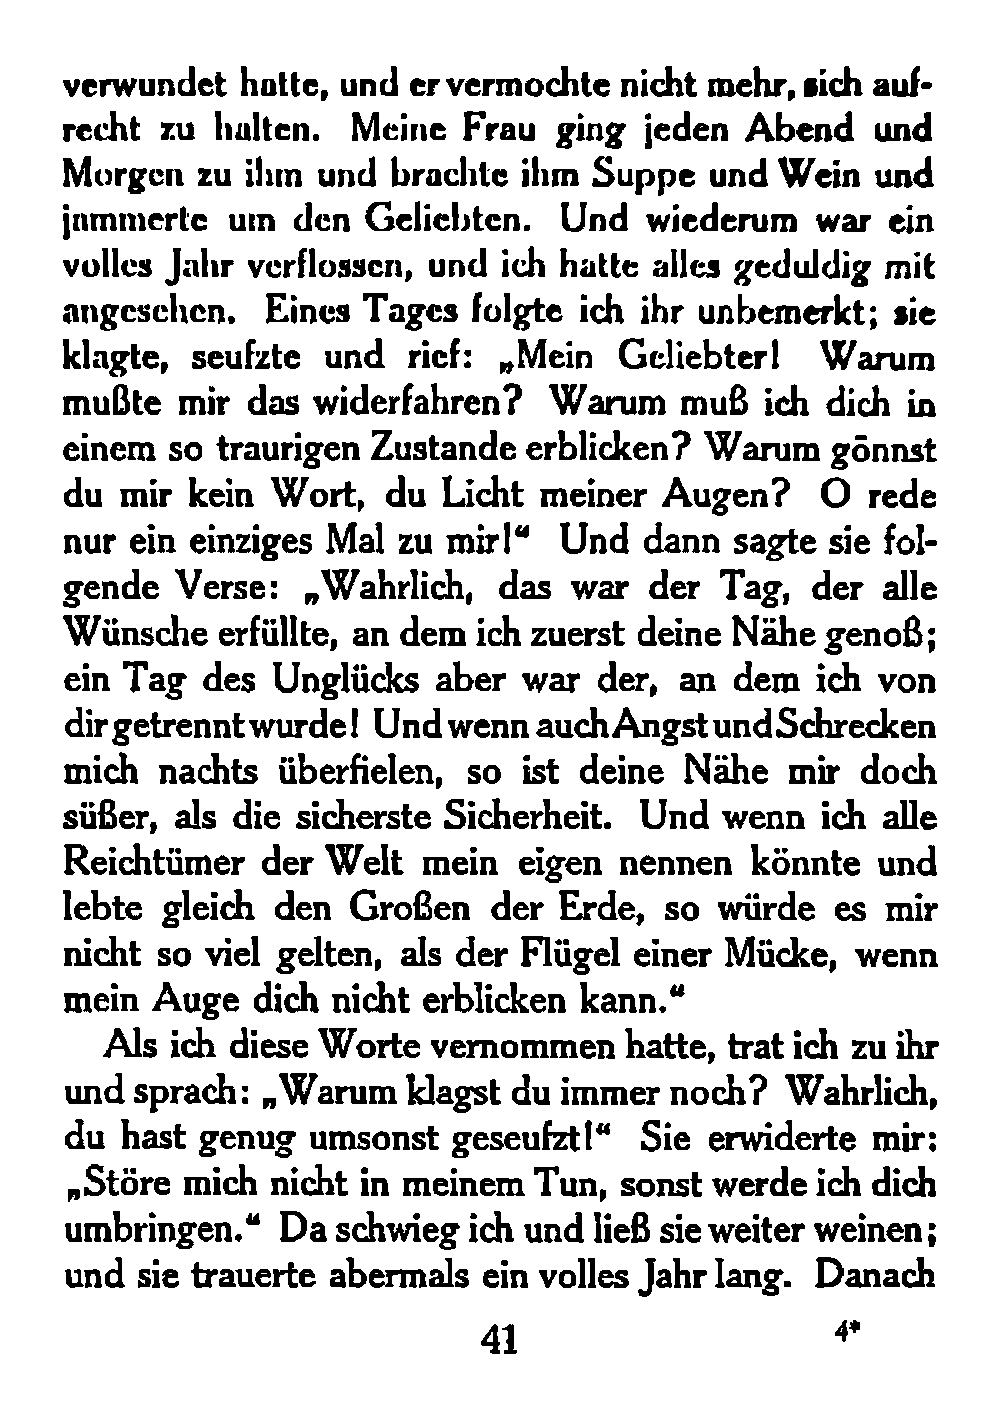 verwundet hatte, und er vermochte nicht mehr, sich auf-
recht zu halten. Meine Frau ging jeden Abend und
Morgen zu ihm und brachte ihm Suppe und Wein und
jammerte um den Geliebten. Und wiederum war ein
volles Jahr verflossen, und ich hatte alles geduldig mit
angesehen. Eines Tages folgte ich ihr unbemerkt; sie
klagte, seufzte und rief: „Mein Geliebter! Warum
mußte mir das widerfahren? Warum muß ich dich in
einem so traurigen Zustande erblicken? Warum gönnst
du mir kein Wort, du Licht meiner Augen? O rede
nur ein einziges Mal zu mir!“ Und dann sagte sie fol-
gende Verse: „Wahrlich, das war der Tag, der alle
Wünsche erfüllte, an dem ich zuerst deine Nähe genoß;
ein Tag des Unglücks aber war der, an dem ich von
dir getrennt wurde! Und wenn auch Angst und Schrecken
mich nachts überfielen, so ist deine Nähe mir doch
süßer, als die sicherste Sicherheit. Und wenn ich alle
Reichtümer der Welt mein eigen nennen könnte und
lebte gleich den Großen der Erde, so würde es mir
nicht so viel gelten, als der Flügel einer Mücke, wenn
mein Auge dich nicht erblicken kann.“
Als ich diese Worte vernommen hatte, trat ich zu ihr
und sprach: „Warum klagst du immer noch? Wahrlich,
du hast genug umsonst geseufzt!“ Sie erwiderte mir:
„Störe mich nicht in meinem Tun, sonst werde ich dich
umbringen.“ Da schwieg ich und ließ sie weiter weinen;
und sie trauerte abermals ein volles Jahr lang. Danach
41 4*